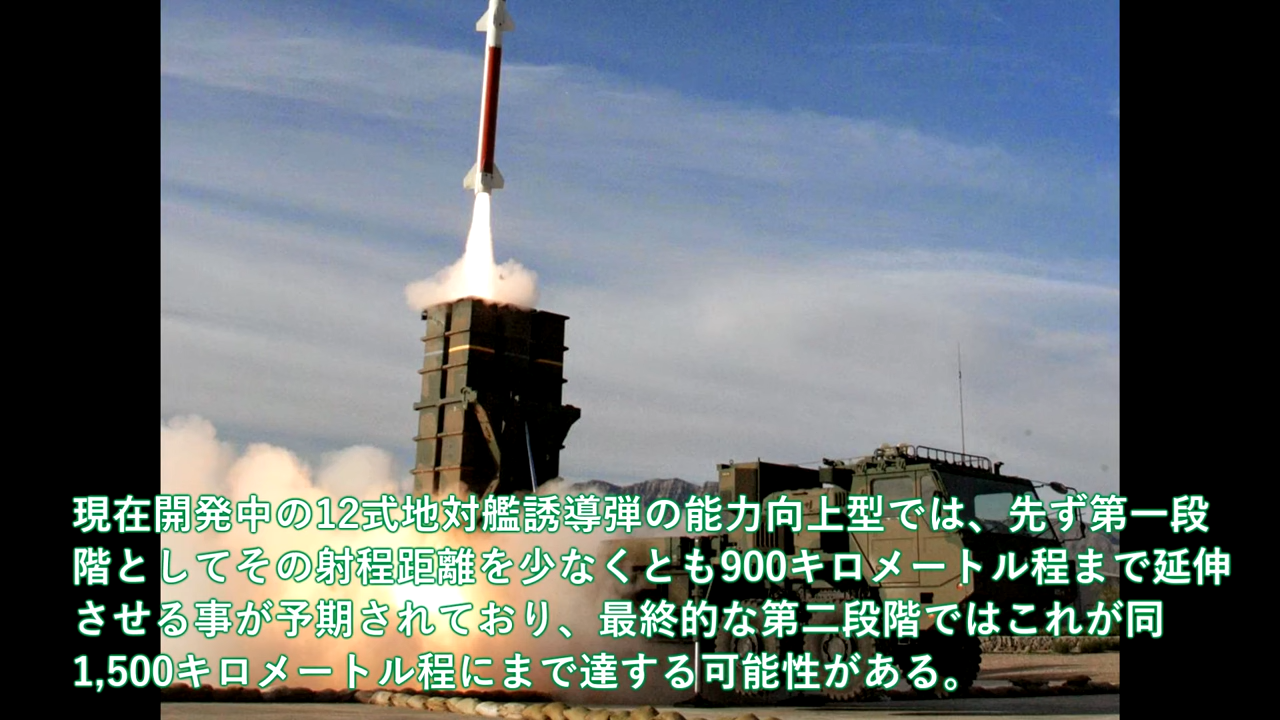 現在開発中の12式地対艦誘導弾の能力向上型では、先ず第一段
階としてその射程距離を少なくとも900キロメートル程まで延伸
させる事が予期されており、最終的な第二段階ではこれが同
1,500キロメートル程にまで達する可能性がある。